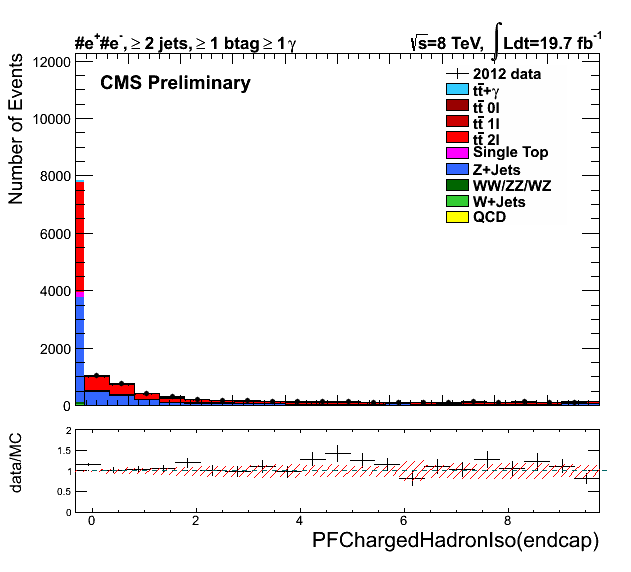 #e⁺#e⁻, ≥ 2 jets, ≥ 1 btag ≥ 1γ
√s=8 TeV, ∫ Ldt=19.7 fb⁻¹
CMS Preliminary
2012 data
tt̄+γ
tt̄ 0l
tt̄ 1l
tt̄ 2l
Single Top
Z+Jets
WW/ZZ/WZ
W+Jets
QCD
Number of Events
12000
10000
8000
6000
4000
2000
0
data/MC
2
1.5
1
0.5
0
0 2 4 6 8
PFChargedHadronIso(endcap)